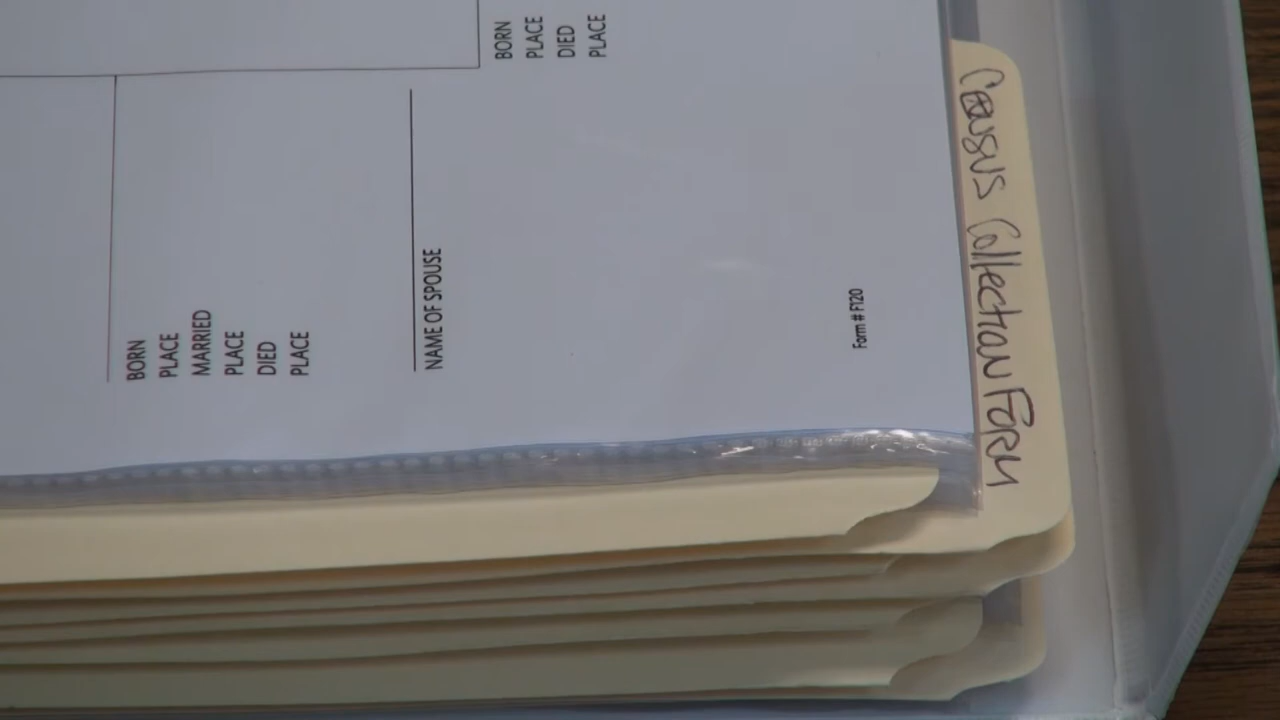 BORN
PLACE
DIED
PLACE
BORN
PLACE
MARRIED
PLACE
DIED
PLACE
NAME OF SPOUSE
Form # F120
Census Collection Form